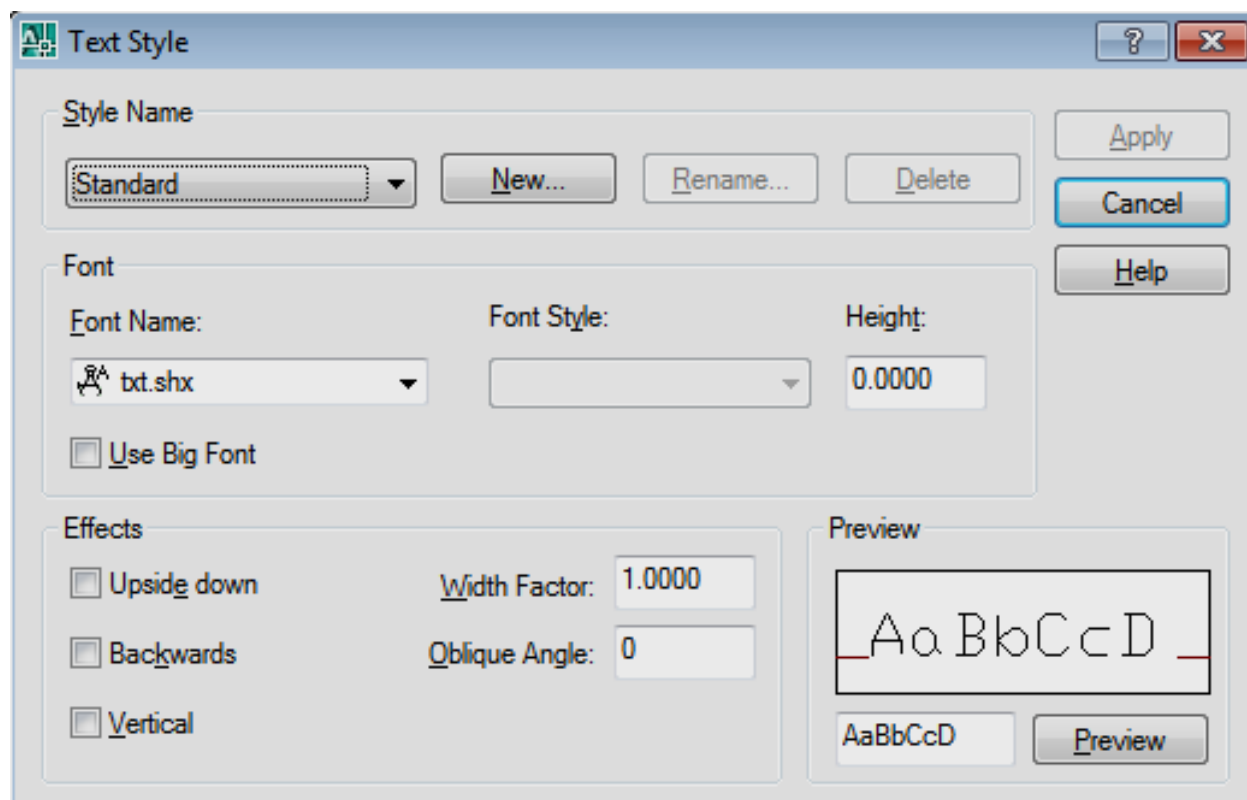 Text Style
Style Name
Standard New... Rename... Delete
Apply
Cancel
Help
Font
Font Name: Font Style: Height:
txt.shx 0.0000
Use Big Font
Effects
Upside down Width Factor: 1.0000
Backwards Oblique Angle: 0
Vertical
Preview
AaBbCcD
AaBbCcD Preview